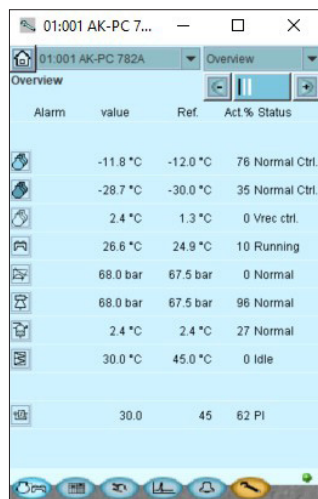 01:001 AK-PC 7...
01:001 AK-PC 782A Overview
Overview
Alarm value Ref. Act.% Status
-11.8 °C -12.0 °C 76 Normal Ctrl.
-28.7 °C -30.0 °C 35 Normal Ctrl.
2.4 °C 1.3 °C 0 Vrec ctrl.
26.6 °C 24.9 °C 10 Running
68.0 bar 67.5 bar 0 Normal
68.0 bar 67.5 bar 96 Normal
2.4 °C 2.4 °C 27 Normal
30.0 °C 45.0 °C 0 Idle
30.0 45 62 PI